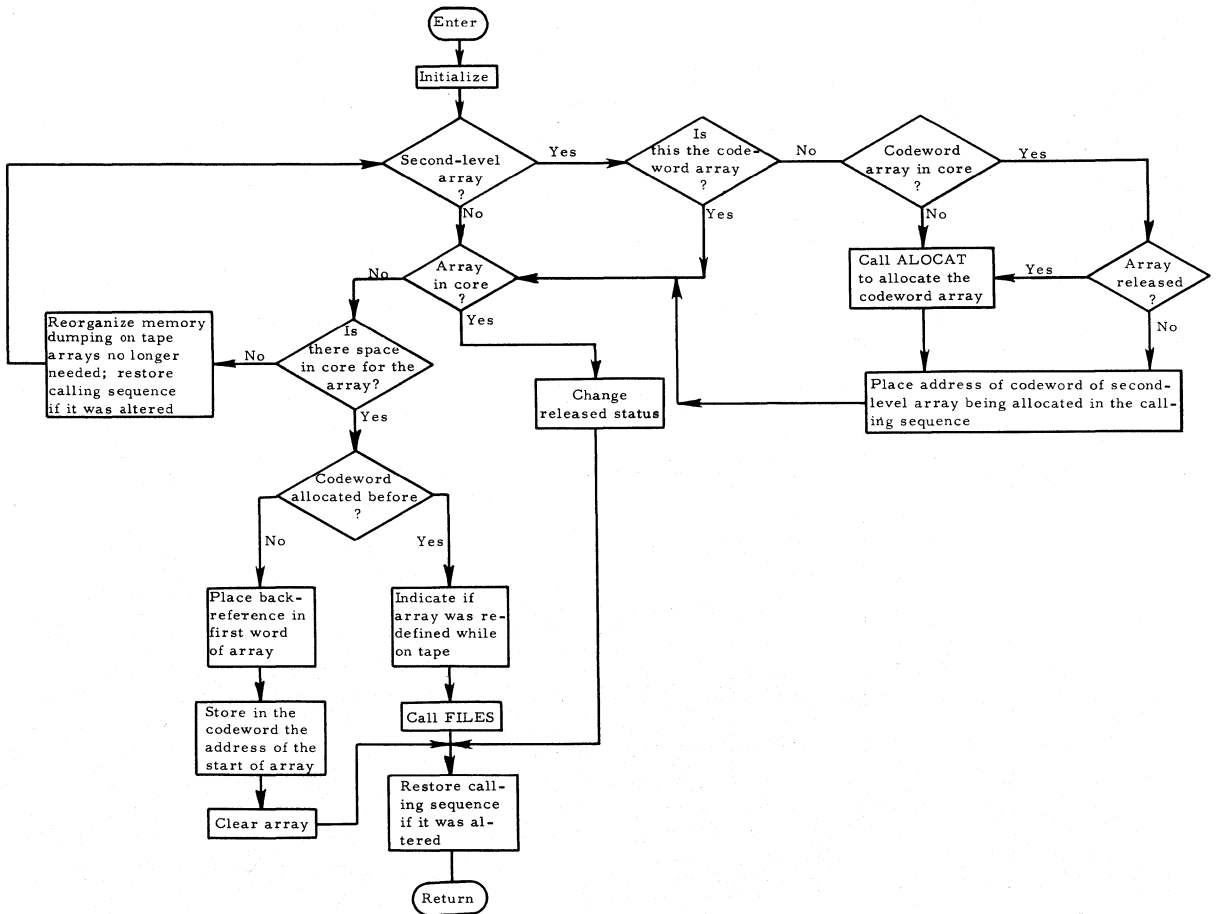 Enter
Initialize
Second-level
array
?
Yes
No
Is
this the code-
word array
?
No
Yes
Codeword
array in core
?
Yes
No
Call ALOCAT
to allocate the
codeword array
Yes
Array
released
?
No
Place address of codeword of second-
level array being allocated in the call-
ing sequence
Array
in core
?
No
Yes
Is
there space
in core for the
array?
No
Yes
Reorganize memory
dumping on tape
arrays no longer
needed; restore
calling sequence
if it was altered
Change
released status
Codeword
allocated before
?
No
Yes
Place back-
reference in
first word
of array
Indicate if
array was re-
defined while
on tape
Store in the
codeword the
address of the
start of array
Call FILES
Clear array
Restore call-
ing sequence
if it was al-
tered
Return